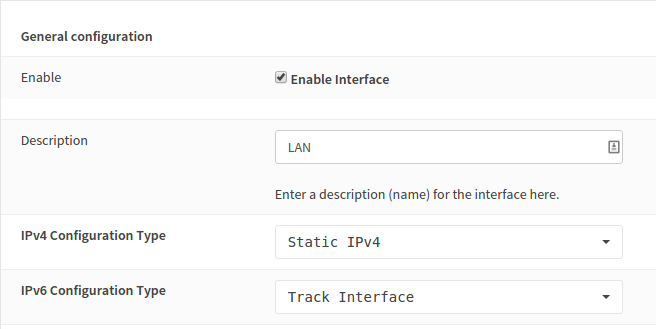 General configuration
Enable
Enable Interface
Description
LAN
Enter a description (name) for the interface here.
IPv4 Configuration Type
Static IPv4
IPv6 Configuration Type
Track Interface